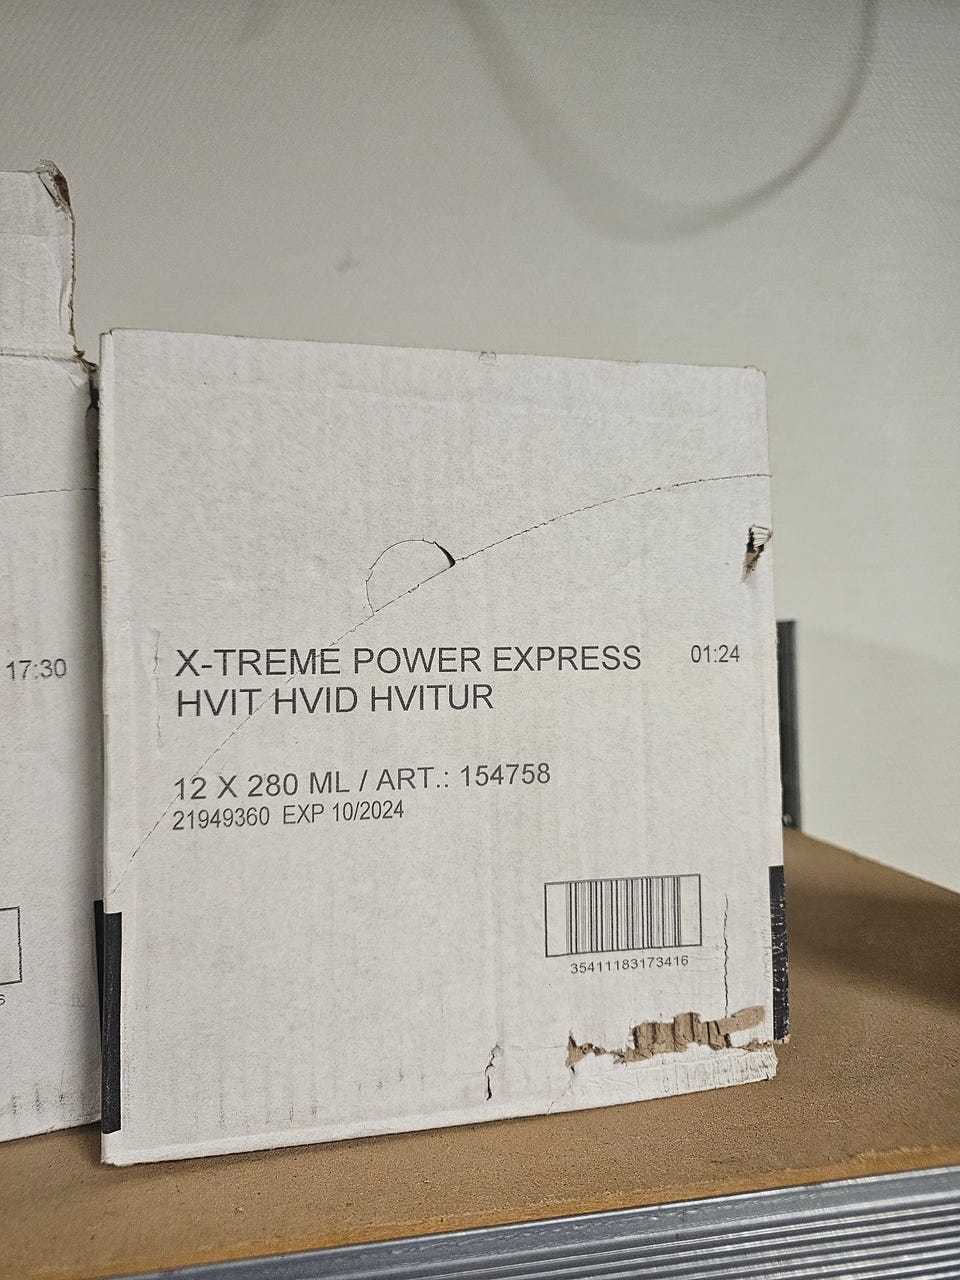 17:30
X-TREME POWER EXPRESS 01:24
HVIT HVID HVITUR
12 X 280 ML / ART.: 154758
21949360 EXP 10/2024
35411183173416